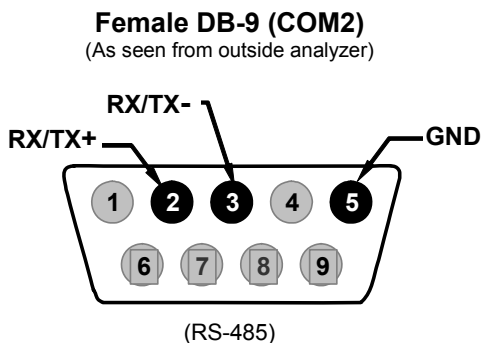 Female DB-9 (COM2)
(As seen from outside analyzer)
RX/TX-
RX/TX+
GND
1 2 3 4 5
6 7 8 9
(RS-485)